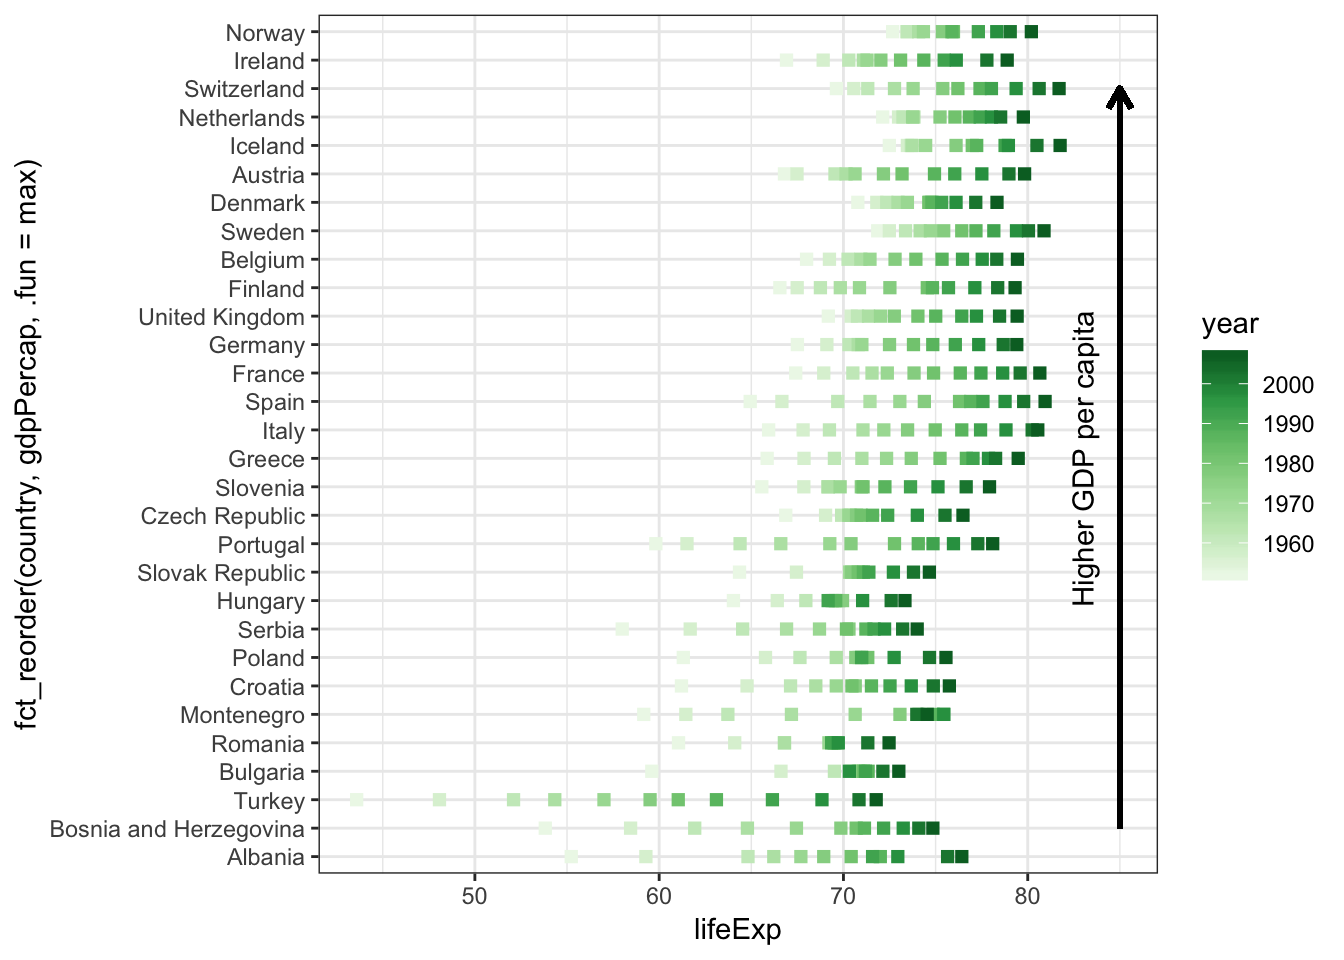 fct_reorder(country, gdpPercap, .fun = max)
Norway
Ireland
Switzerland
Netherlands
Iceland
Austria
Denmark
Sweden
Belgium
Finland
United Kingdom
Germany
France
Spain
Italy
Greece
Slovenia
Czech Republic
Portugal
Slovak Republic
Hungary
Serbia
Poland
Croatia
Montenegro
Romania
Bulgaria
Turkey
Bosnia and Herzegovina
Albania
50 60 70 80
lifeExp
Higher GDP per capita
year
2000
1990
1980
1970
1960